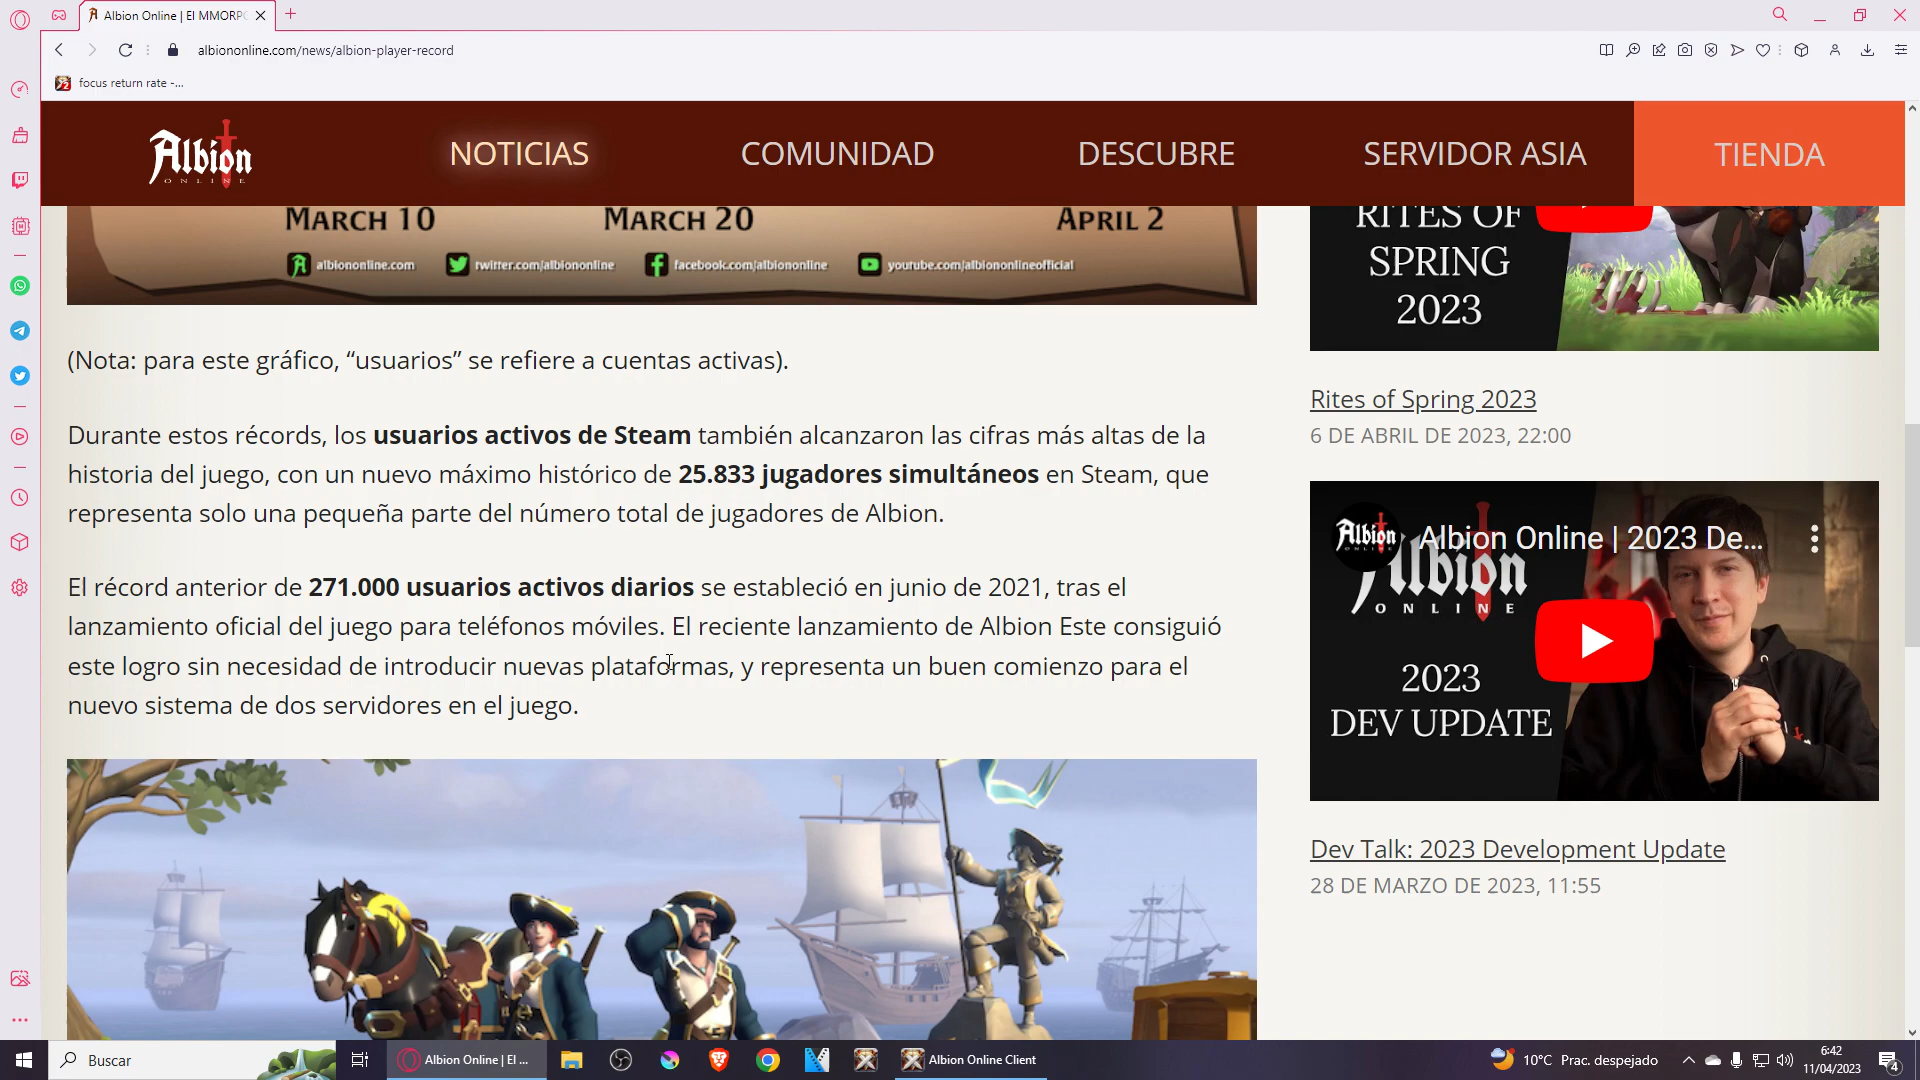 Albion Online | El MMORPG
albiononline.com/news/albion-player-record
focus return rate -...
Albion
ONLINE
NOTICIAS
COMUNIDAD
DESCUBRE
SERVIDOR ASIA
TIENDA
MARCH 10
MARCH 20
APRIL 2
albiononline.com
twitter.com/albiononline
facebook.com/albiononline
youtube.com/albiononlineofficial
(Nota: para este gráfico, “usuarios” se refiere a cuentas activas).
Durante estos récords, los usuarios activos de Steam también alcanzaron las cifras más altas de la
historia del juego, con un nuevo máximo histórico de 25.833 jugadores simultáneos en Steam, que
representa solo una pequeña parte del número total de jugadores de Albion.
El récord anterior de 271.000 usuarios activos diarios se estableció en junio de 2021, tras el
lanzamiento oficial del juego para teléfonos móviles. El reciente lanzamiento de Albion Este consiguió
este logro sin necesidad de introducir nuevas plataformas, y representa un buen comienzo para el
nuevo sistema de dos servidores en el juego.
RITES OF
SPRING
2023
Rites of Spring 2023
6 DE ABRIL DE 2023, 22:00
Albion
Albion Online | 2023 De...
Albion
ONLINE
2023
DEV UPDATE
Dev Talk: 2023 Development Update
28 DE MARZO DE 2023, 11:55
Buscar
Albion Online | El ...
Albion Online Client
10°C Prac. despejado
6:42
11/04/2023
4